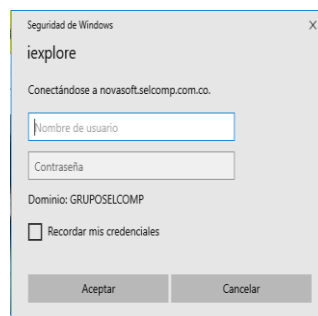 Seguridad de Windows
X
iexplore
Conectándose a novasoft.selcomp.com.co.
Nombre de usuario
Contraseña
Dominio: GRUPOSELCOMP
Recordar mis credenciales
Aceptar
Cancelar